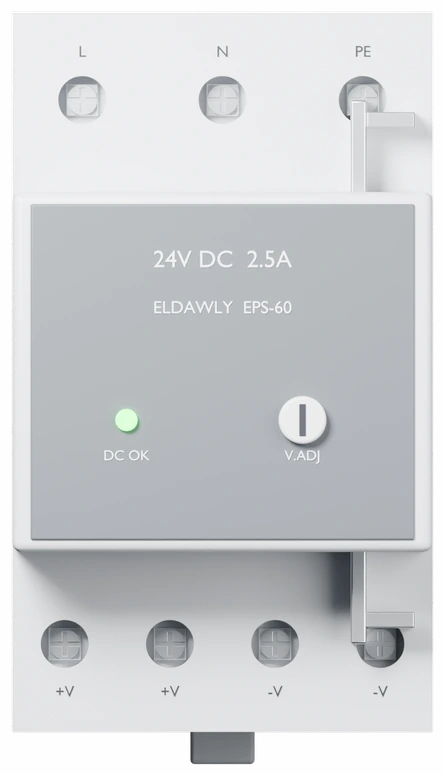 L N PE
24V DC 2.5A
ELDAWLY EPS-60
DC OK V.ADJ
+V +V -V -V